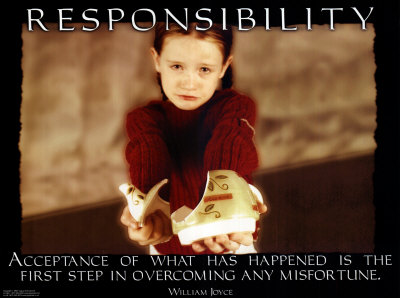 RESPONSIBILITY
ACCEPTANCE OF WHAT HAS HAPPENED IS THE
FIRST STEP IN OVERCOMING ANY MISFORTUNE.
WILLIAM JOYCE